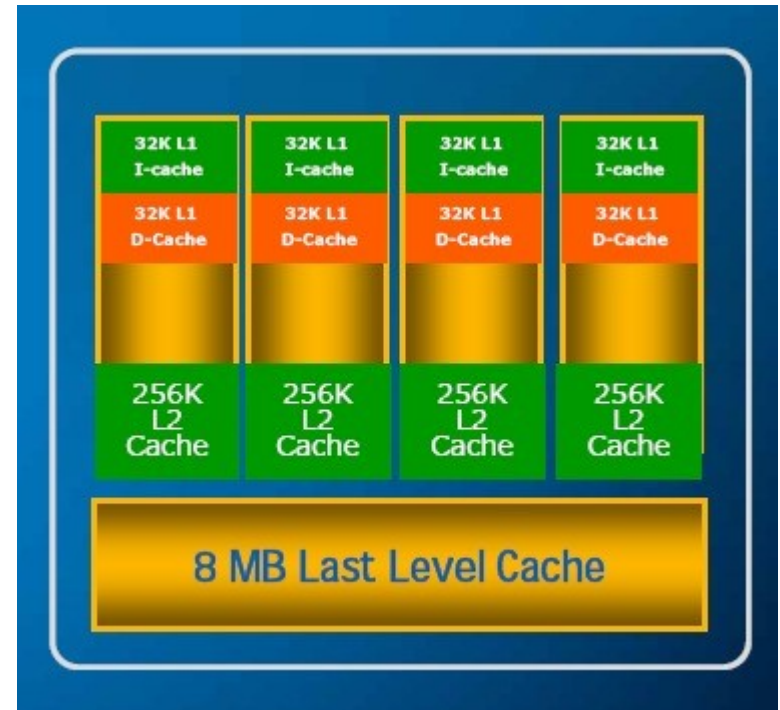 32K L1
I-cache
32K L1
I-cache
32K L1
I-cache
32K L1
I-cache
32K L1
D-Cache
32K L1
D-Cache
32K L1
D-Cache
32K L1
D-Cache
256K
L2
Cache
256K
L2
Cache
256K
L2
Cache
256K
L2
Cache
8 MB Last Level Cache